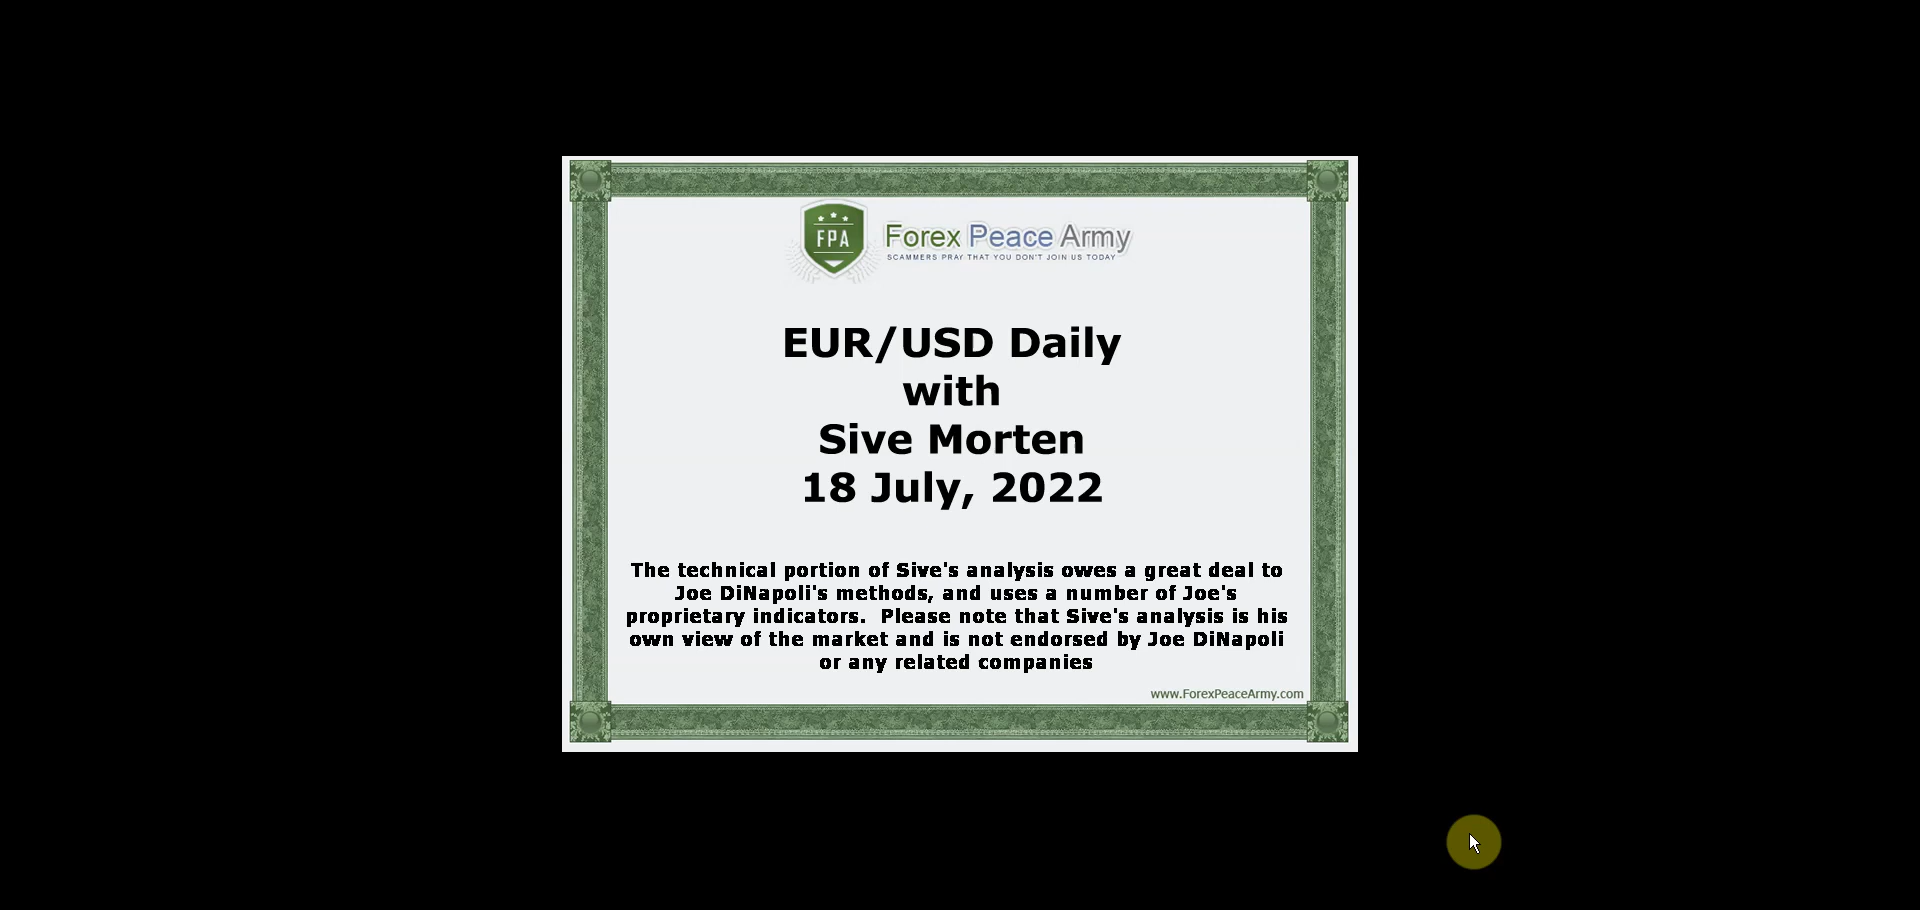 FPA
Forex Peace Army
SCAMMERS PRAY THAT YOU DON'T JOIN US TODAY
EUR/USD Daily
with
Sive Morten
18 July, 2022
The technical portion of Sive's analysis owes a great deal to
Joe DiNapoli's methods, and uses a number of Joe's
proprietary indicators.  Please note that Sive's analysis is his
own view of the market and is not endorsed by Joe DiNapoli
or any related companies
www.ForexPeaceArmy.com